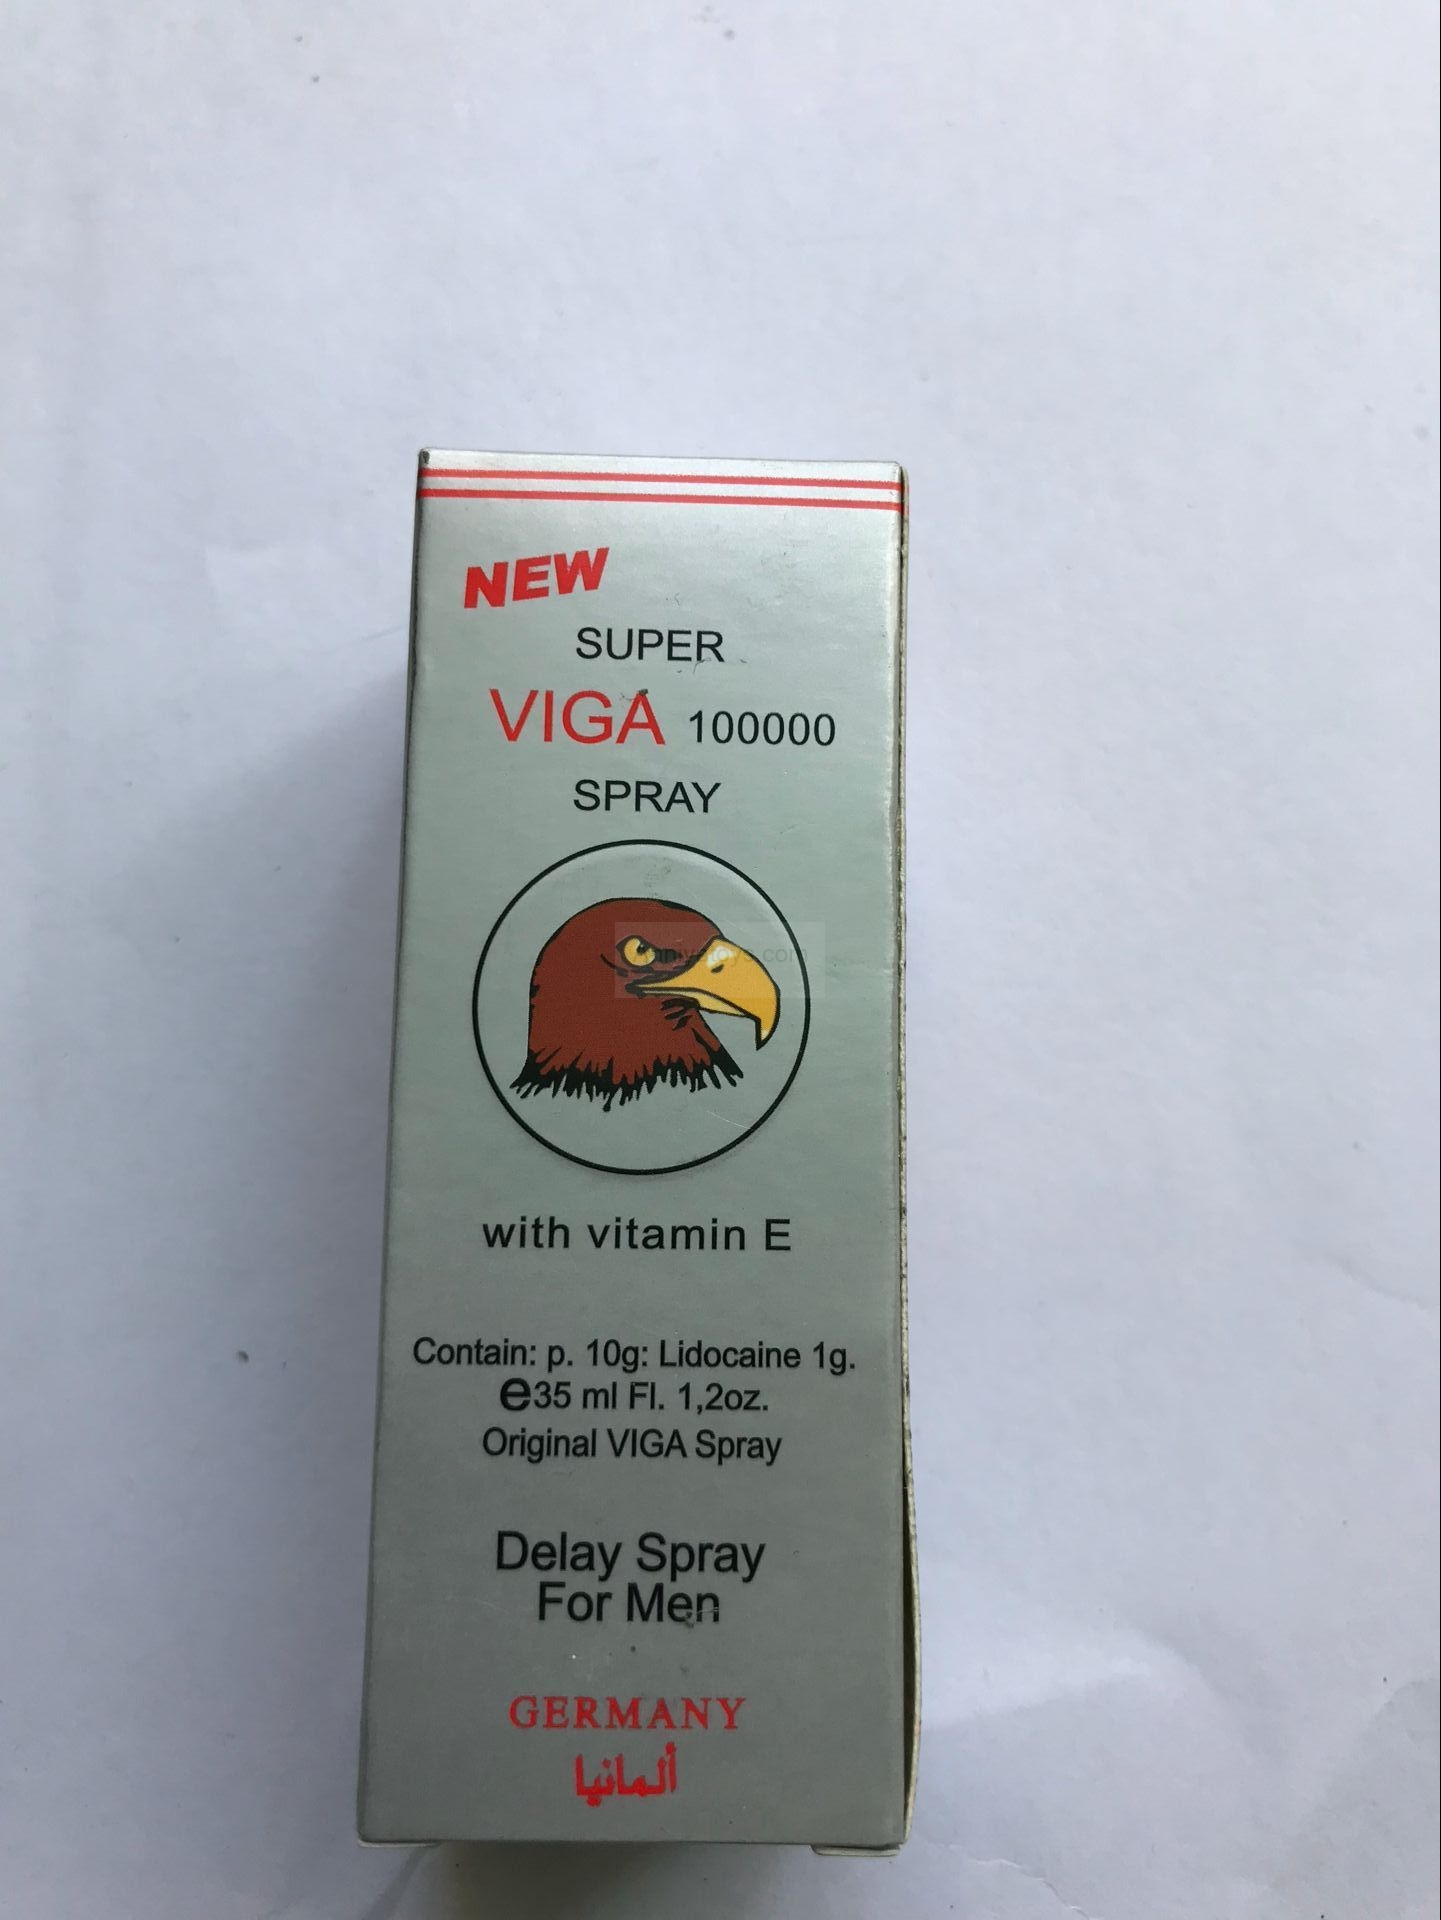 NEW
SUPER
VIGA 100000
SPRAY
with vitamin E
Contain: p. 10g: Lidocaine 1g.
e35 ml Fl. 1,2oz.
Original VIGA Spray
Delay Spray
For Men
GERMANY
ألمانيا